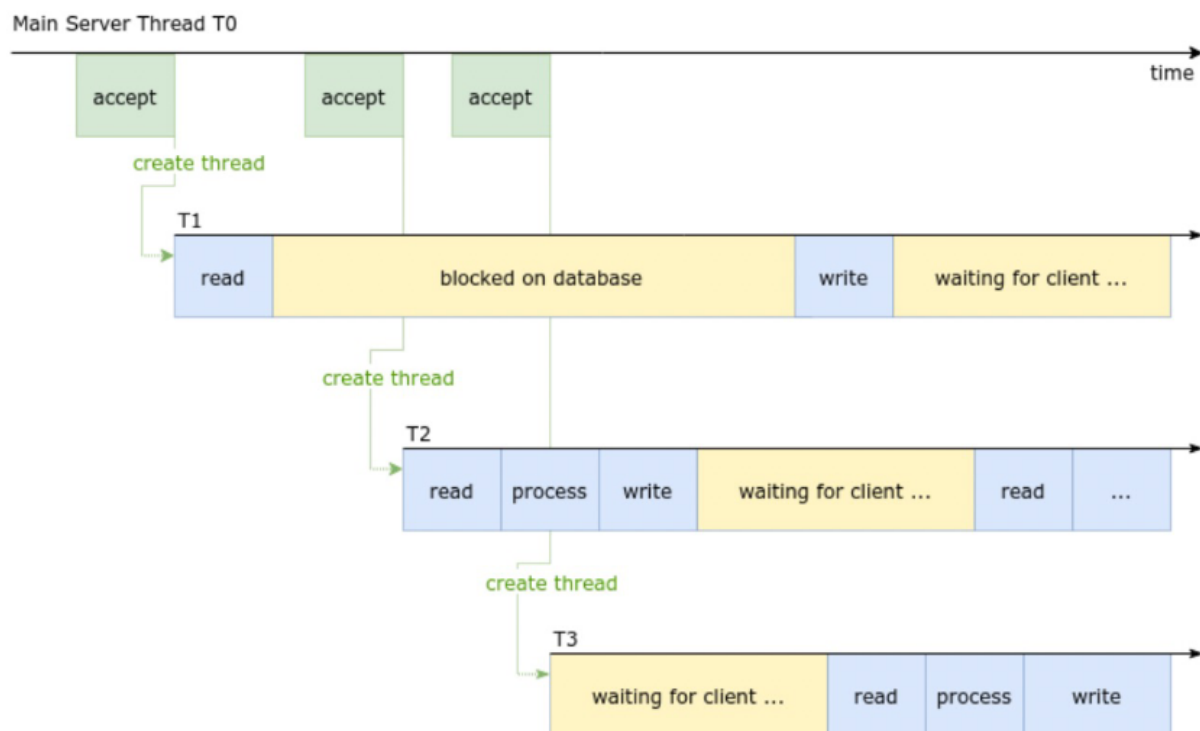 Main Server Thread T0
time
accept
accept
accept
create thread
T1
read
blocked on database
write
waiting for client ...
create thread
T2
read
process
write
waiting for client ...
read
...
create thread
T3
waiting for client ...
read
process
write